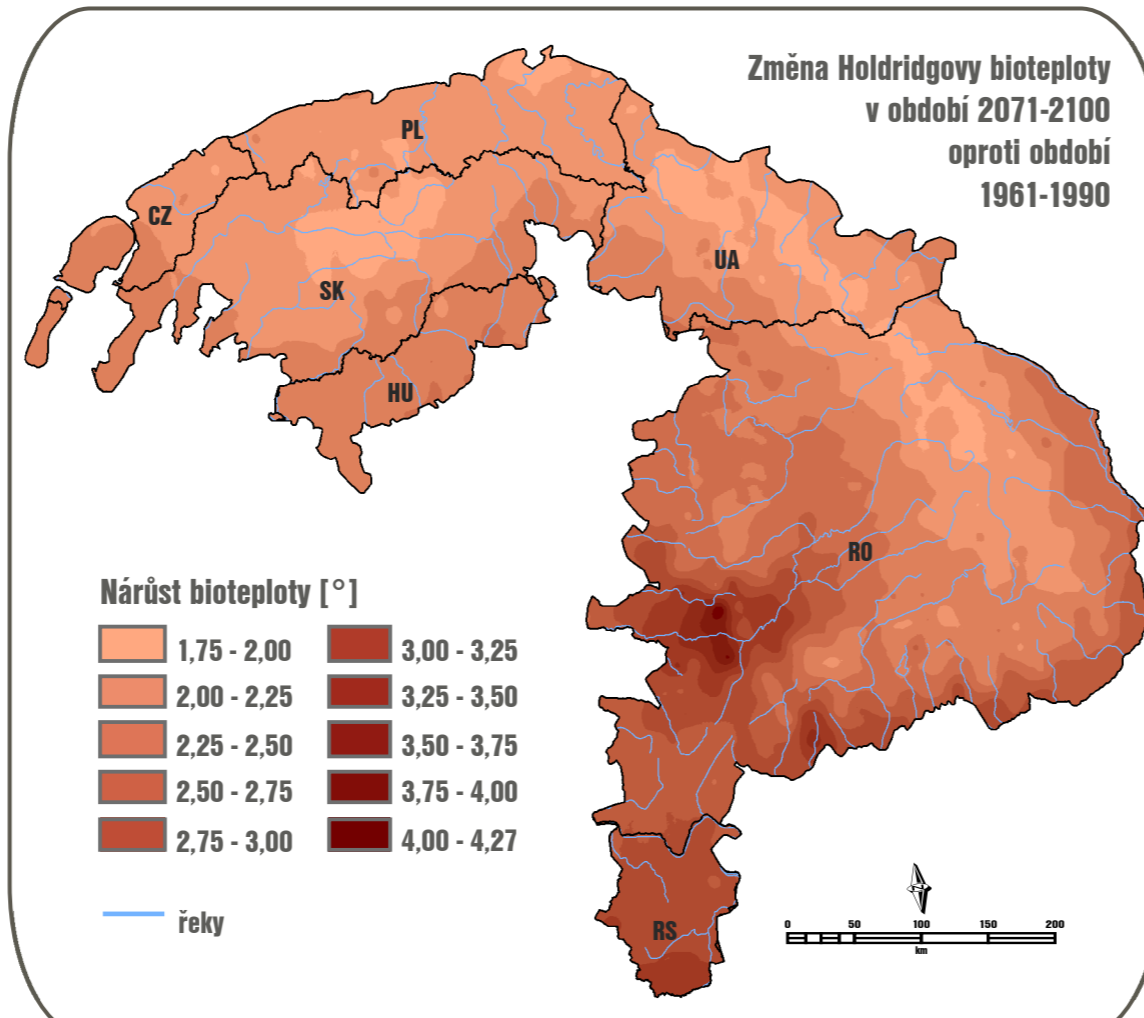 Změna Holdridgovy bioteploty
v období 2071-2100
oproti období
1961-1990
PL
CZ
SK
UA
HU
RO
RS
Nárůst bioteploty [°]
1,75 - 2,00
2,00 - 2,25
2,25 - 2,50
2,50 - 2,75
2,75 - 3,00
3,00 - 3,25
3,25 - 3,50
3,50 - 3,75
3,75 - 4,00
4,00 - 4,27
řeky
0 50 100 150 200
km